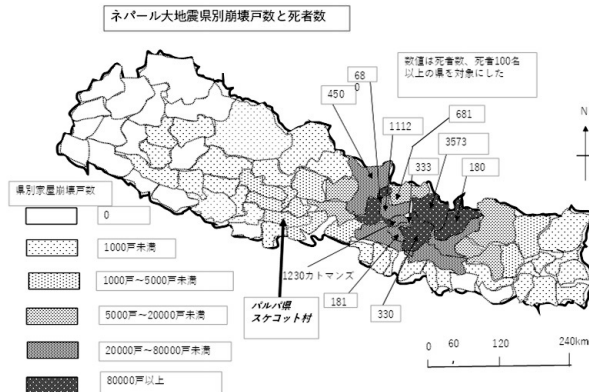 ネパール大地震県別崩壊戸数と死者数
数値は死者数、死者100名
以上の県を対象にした
68
0
450
1112
681
333
3573
180
N
県別家屋崩壊戸数
0
1000戸未満
1000戸~5000戸未満
5000戸~20000戸未満
20000戸~80000戸未満
80000戸以上
1230カトマンズ
181
330
パルパ県
スケコット村
0 60 120 240km